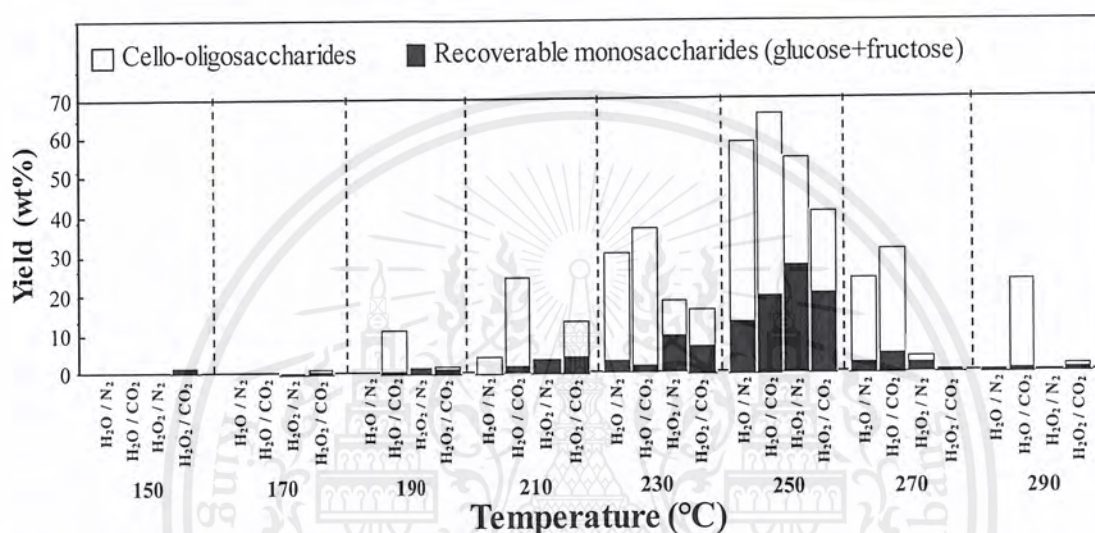 Cello-oligosaccharides Recoverable monosaccharides (glucose+fructose)
Yield (wt%)
70
60
50
40
30
20
10
0
H₂O / N₂ H₂O / CO₂ H₂O₂ / N₂ H₂O₂ / CO₂ H₂O / N₂ H₂O / CO₂ H₂O₂ / N₂ H₂O₂ / CO₂ H₂O / N₂ H₂O / CO₂ H₂O₂ / N₂ H₂O₂ / CO₂ H₂O / N₂ H₂O / CO₂ H₂O₂ / N₂ H₂O₂ / CO₂ H₂O / N₂ H₂O / CO₂ H₂O₂ / N₂ H₂O₂ / CO₂ H₂O / N₂ H₂O / CO₂ H₂O₂ / N₂ H₂O₂ / CO₂ H₂O / N₂ H₂O / CO₂ H₂O₂ / N₂ H₂O₂ / CO₂ H₂O / N₂ H₂O / CO₂ H₂O₂ / N₂ H₂O₂ / CO₂
150 170 190 210 230 250 270 290
Temperature (°C)